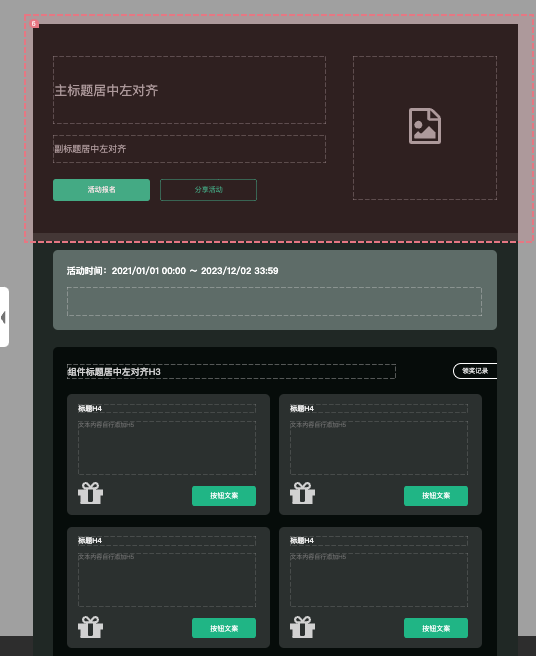 6
主标题居中左对齐
副标题居中左对齐
活动报名
分享活动
活动时间：2021/01/01 00:00 ～ 2023/12/02 33:59
组件标题居中左对齐H3
领奖记录
标题H4
标题H4
文本内容自行添加H5
文本内容自行添加H5
按钮文案
按钮文案
标题H4
标题H4
文本内容自行添加H5
文本内容自行添加H5
按钮文案
按钮文案